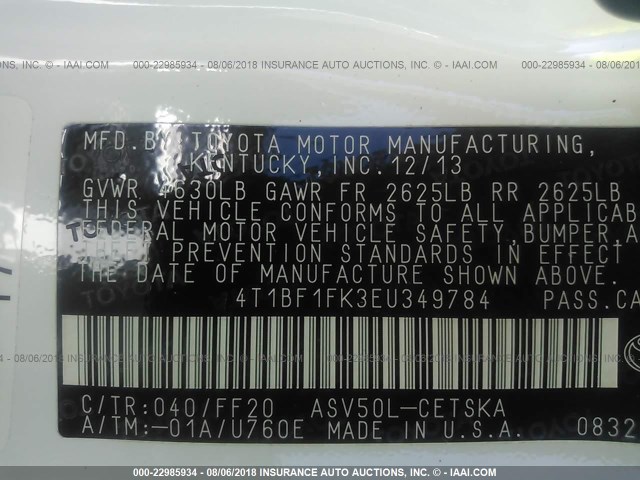 000-22985934 - 08/06/2018 INSURANCE AUTO AUCTIONS, INC. - IAAI.COM
MFD.BY TOYOTA MOTOR MANUFACTURING,
KENTUCKY,INC.12/13
GVWR 4630LB GAWR FR 2625LB RR 2625LB
THIS VEHICLE CONFORMS TO ALL APPLICAB
FEDERAL MOTOR VEHICLE SAFETY,BUMPER,A
THEFT PREVENTION STANDARDS IN EFFECT
THE DATE OF MANUFACTURE SHOWN ABOVE.
4T1BF1FK3EU349784 PASS.CA
C/TR:040/FF20 ASV50L-CETSKA
A/TM:-01A/U760E MADE IN U.S.A. 0832
000-22985934 - 08/06/2018 INSURANCE AUTO AUCTIONS, INC. - IAAI.COM